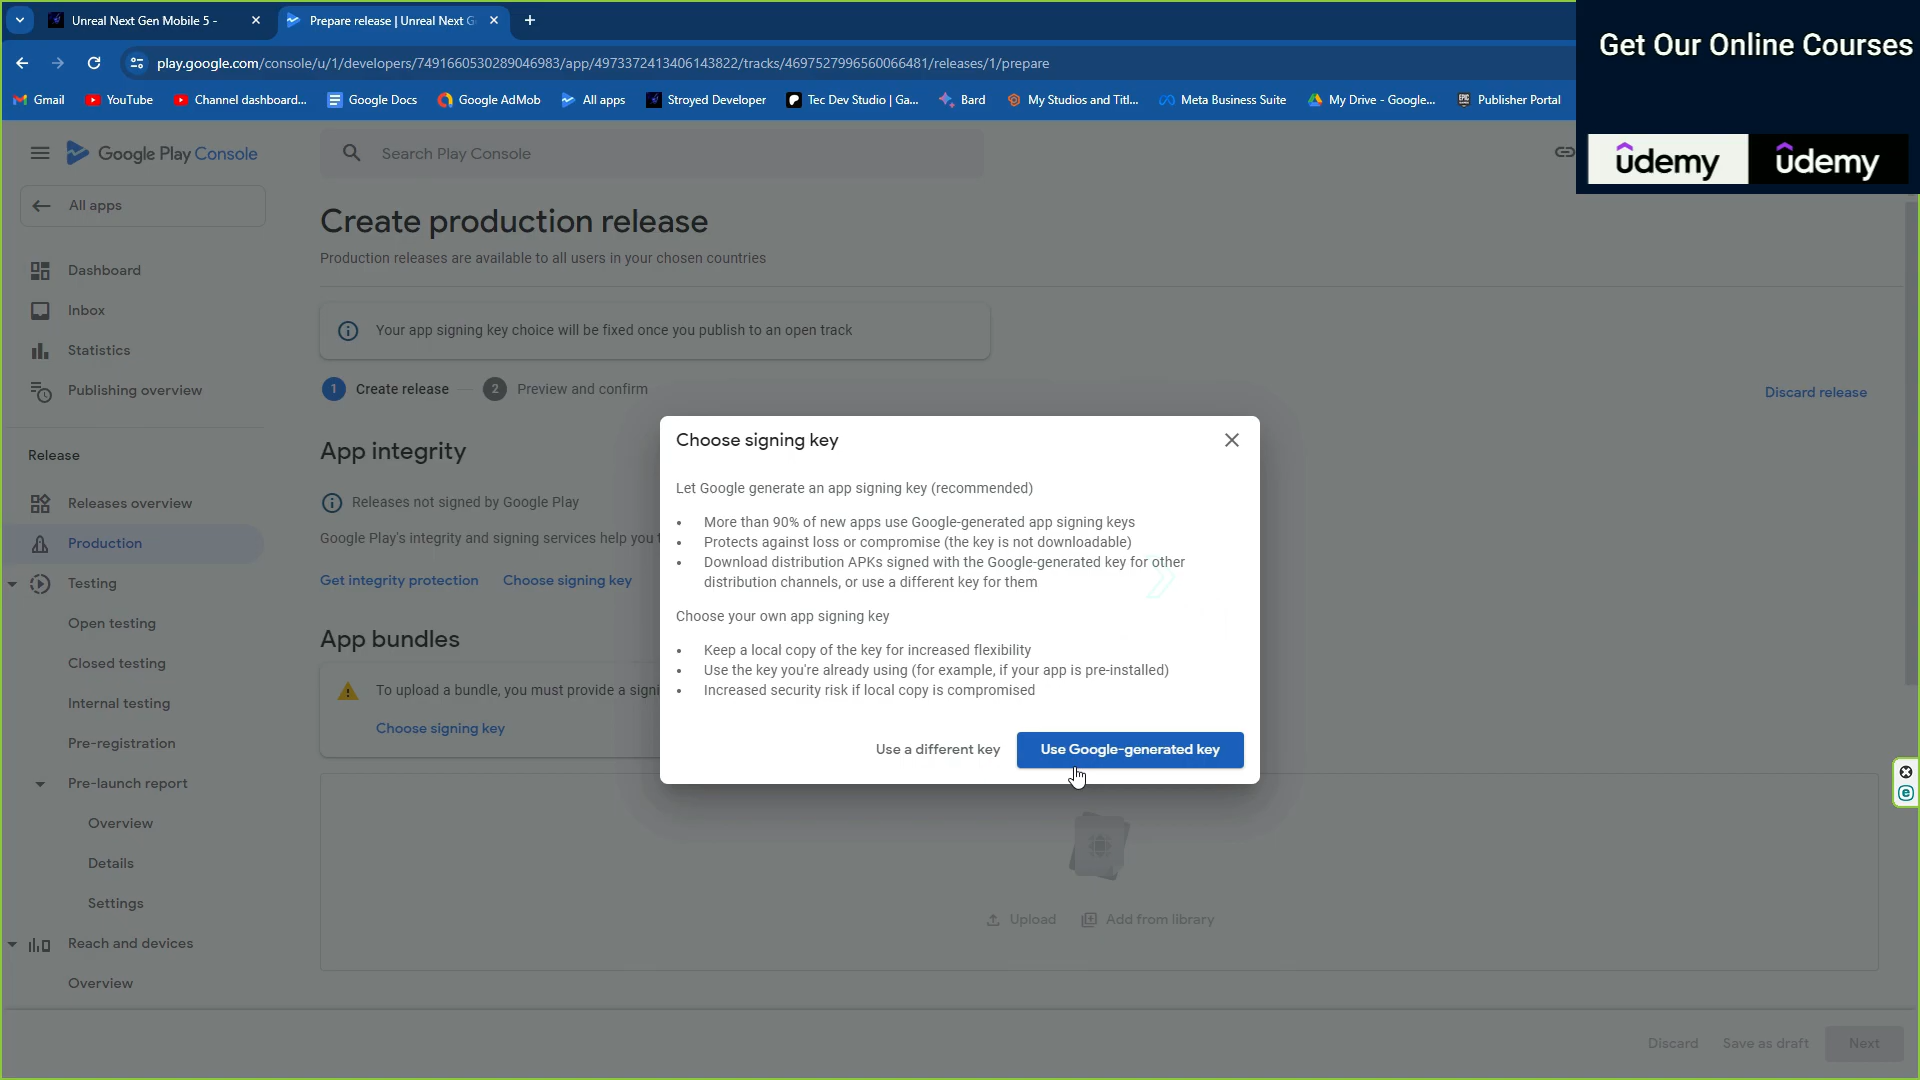 Unreal Next Gen Mobile 5 -
Prepare release | Unreal Next G
Get Our Online Courses
play.google.com/console/u/1/developers/7491660530289046983/app/4973372413406143822/tracks/4697527996560066481/releases/1/prepare
Gmail
YouTube
Channel dashboard...
Google Docs
Google AdMob
All apps
Stroyed Developer
Tec Dev Studio | Ga...
Bard
My Studios and Titl...
Meta Business Suite
My Drive - Google...
Publisher Portal
udemy
udemy
Google Play Console
Search Play Console
All apps
Dashboard
Inbox
Statistics
Publishing overview
Release
Releases overview
Production
Testing
Open testing
Closed testing
Internal testing
Pre-registration
Pre-launch report
Overview
Details
Settings
Reach and devices
Overview
Create production release
Production releases are available to all users in your chosen countries
Your app signing key choice will be fixed once you publish to an open track
1 Create release
2 Preview and confirm
Discard release
App integrity
Releases not signed by Google Play
Google Play's integrity and signing services help you
Get integrity protection
Choose signing key
App bundles
To upload a bundle, you must provide a signi
Choose signing key
Choose signing key
Let Google generate an app signing key (recommended)
• More than 90% of new apps use Google-generated app signing keys
• Protects against loss or compromise (the key is not downloadable)
• Download distribution APKs signed with the Google-generated key for other
distribution channels, or use a different key for them
Choose your own app signing key
• Keep a local copy of the key for increased flexibility
• Use the key you're already using (for example, if your app is pre-installed)
• Increased security risk if local copy is compromised
Use a different key
Use Google-generated key
Upload
Add from library
Discard
Save as draft
Next